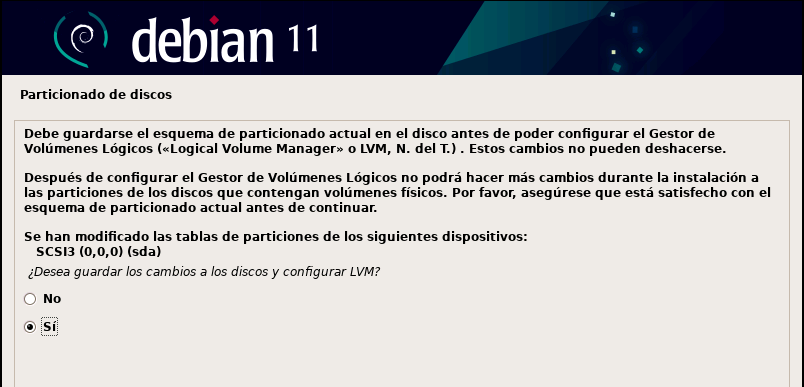 debian 11
Particionado de discos
Debe guardarse el esquema de particionado actual en el disco antes de poder configurar el Gestor de
Volúmenes Lógicos («Logical Volume Manager» o LVM, N. del T.) . Estos cambios no pueden deshacerse.
Después de configurar el Gestor de Volúmenes Lógicos no podrá hacer más cambios durante la instalación a
las particiones de los discos que contengan volúmenes físicos. Por favor, asegúrese que está satisfecho con el
esquema de particionado actual antes de continuar.
Se han modificado las tablas de particiones de los siguientes dispositivos:
SCSI3 (0,0,0) (sda)
¿Desea guardar los cambios a los discos y configurar LVM?
No
Sí